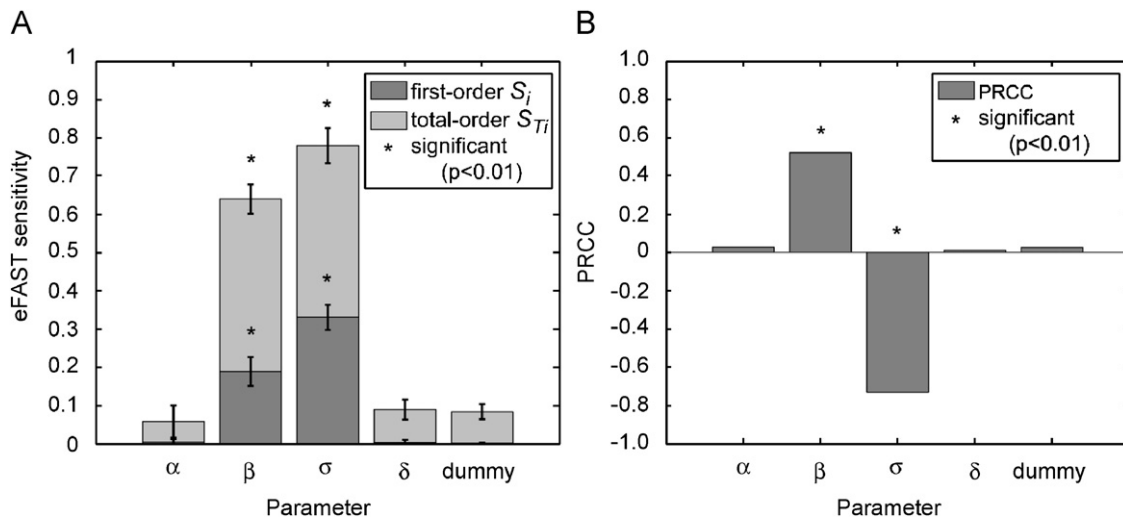 A
eFAST sensitivity
1
0.9
0.8
0.7
0.6
0.5
0.4
0.3
0.2
0.1
0
first-order Si
total-order STi
* significant
(p<0.01)
*
*
*
*
α β σ δ dummy
Parameter
B
PRCC
1.0
0.8
0.6
0.4
0.2
0
-0.2
-0.4
-0.6
-0.8
-1.0
PRCC
* significant
(p<0.01)
*
*
α β σ δ dummy
Parameter